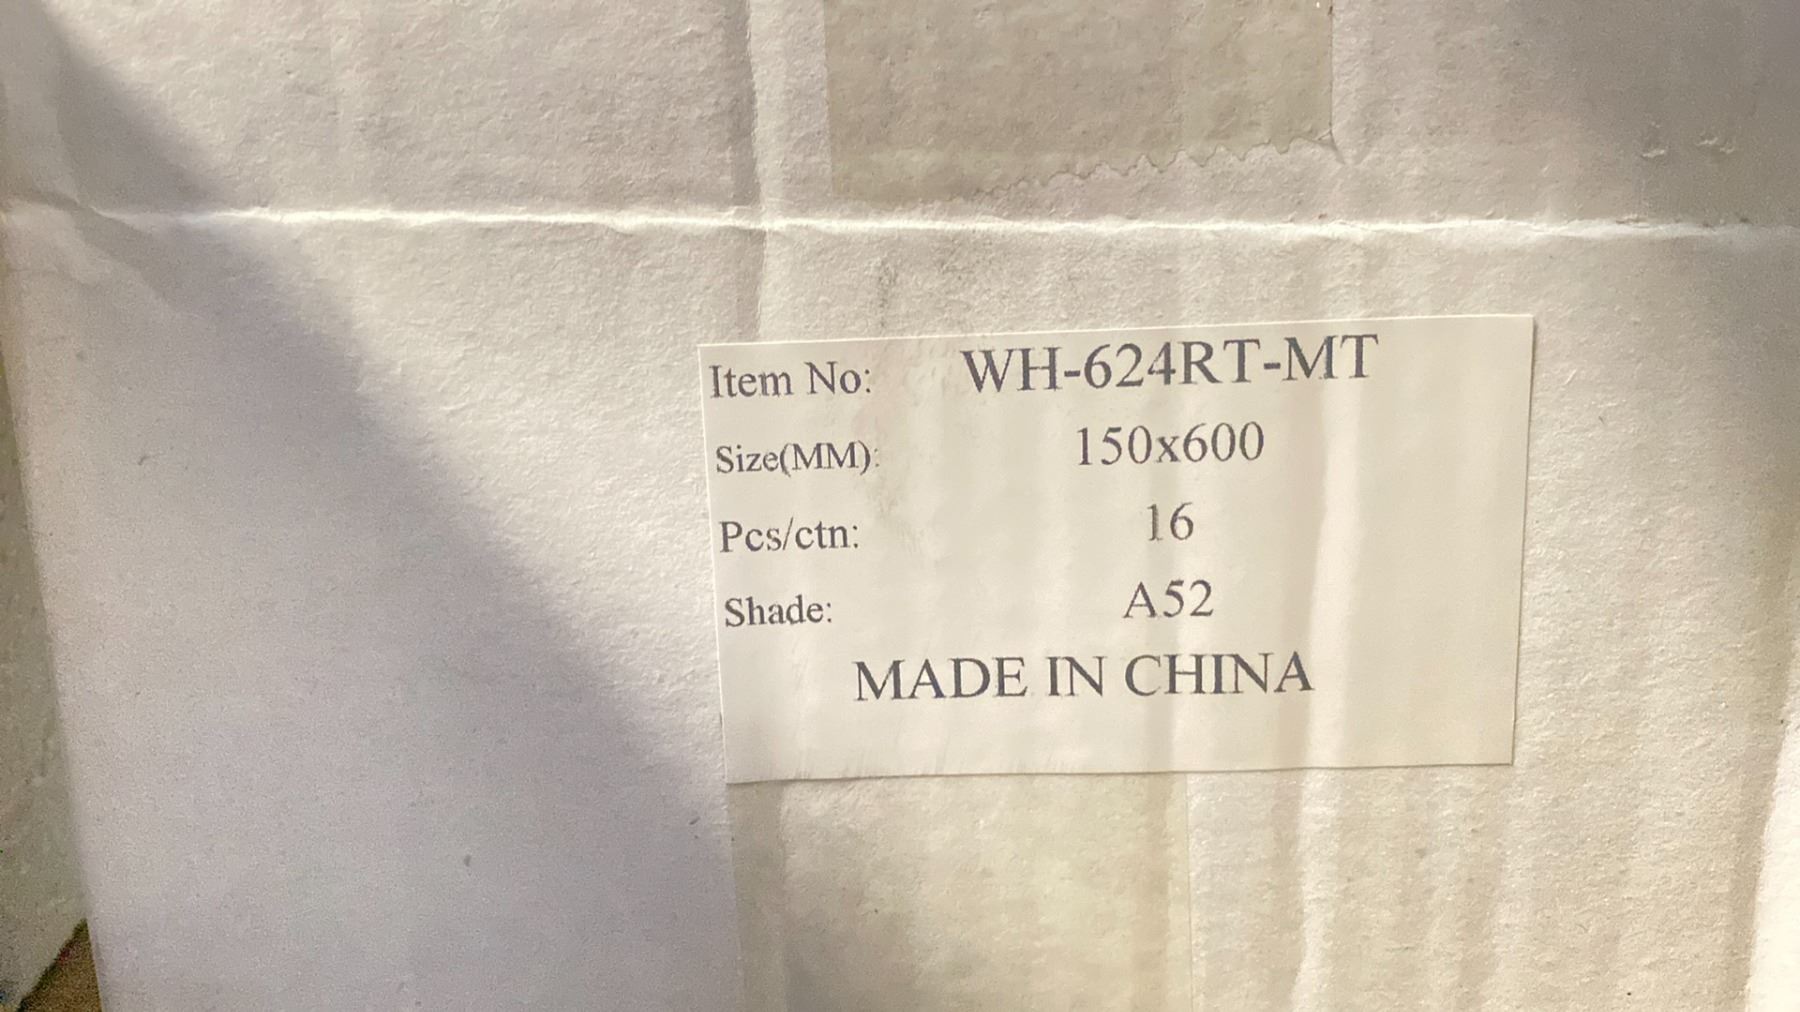 Item No: WH-624RT-MT
Size(MM): 150x600
Pcs/ctn: 16
Shade: A52
MADE IN CHINA